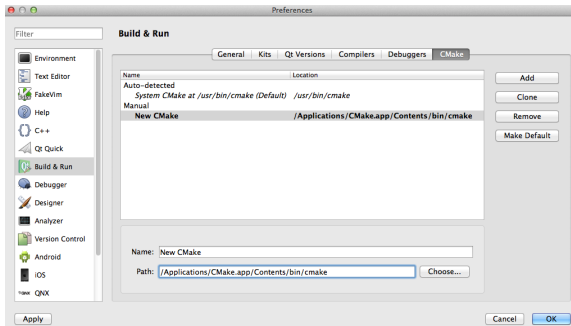 Preferences
Filter
Build & Run
General Kits Qt Versions Compilers Debuggers CMake
Environment
Text Editor
FakeVim
Help
C++
Qt Quick
Build & Run
Debugger
Designer
Analyzer
Version Control
Android
iOS
QNX
Name Location
Auto-detected
System CMake at /usr/bin/cmake (Default) /usr/bin/cmake
Manual
New CMake /Applications/CMake.app/Contents/bin/cmake
Add
Clone
Remove
Make Default
Name: New CMake
Path: /Applications/CMake.app/Contents/bin/cmake Choose...
Apply Cancel OK